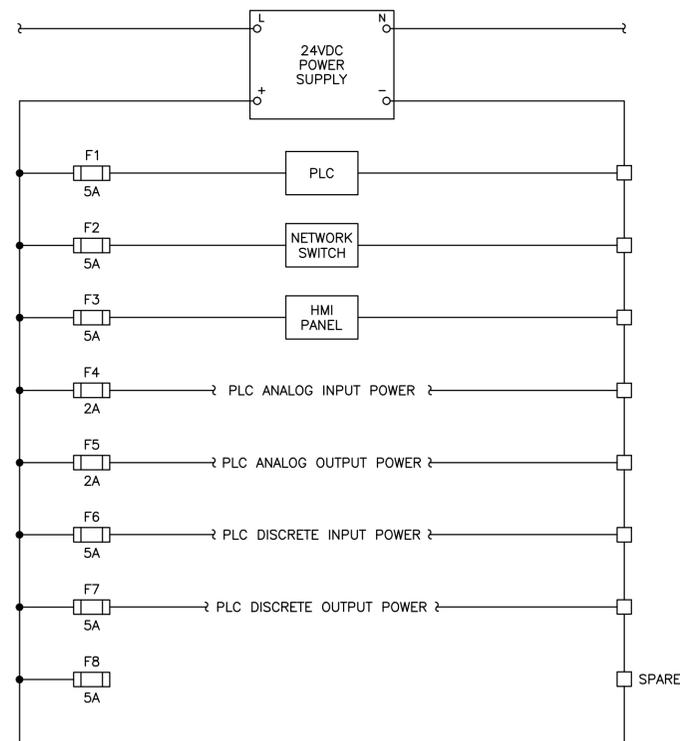 L N
24VDC
POWER
SUPPLY
+ −
F1
5A
PLC
F2
5A
NETWORK
SWITCH
F3
5A
HMI
PANEL
F4
2A
PLC ANALOG INPUT POWER
F5
2A
PLC ANALOG OUTPUT POWER
F6
5A
PLC DISCRETE INPUT POWER
F7
5A
PLC DISCRETE OUTPUT POWER
F8
5A
SPARE